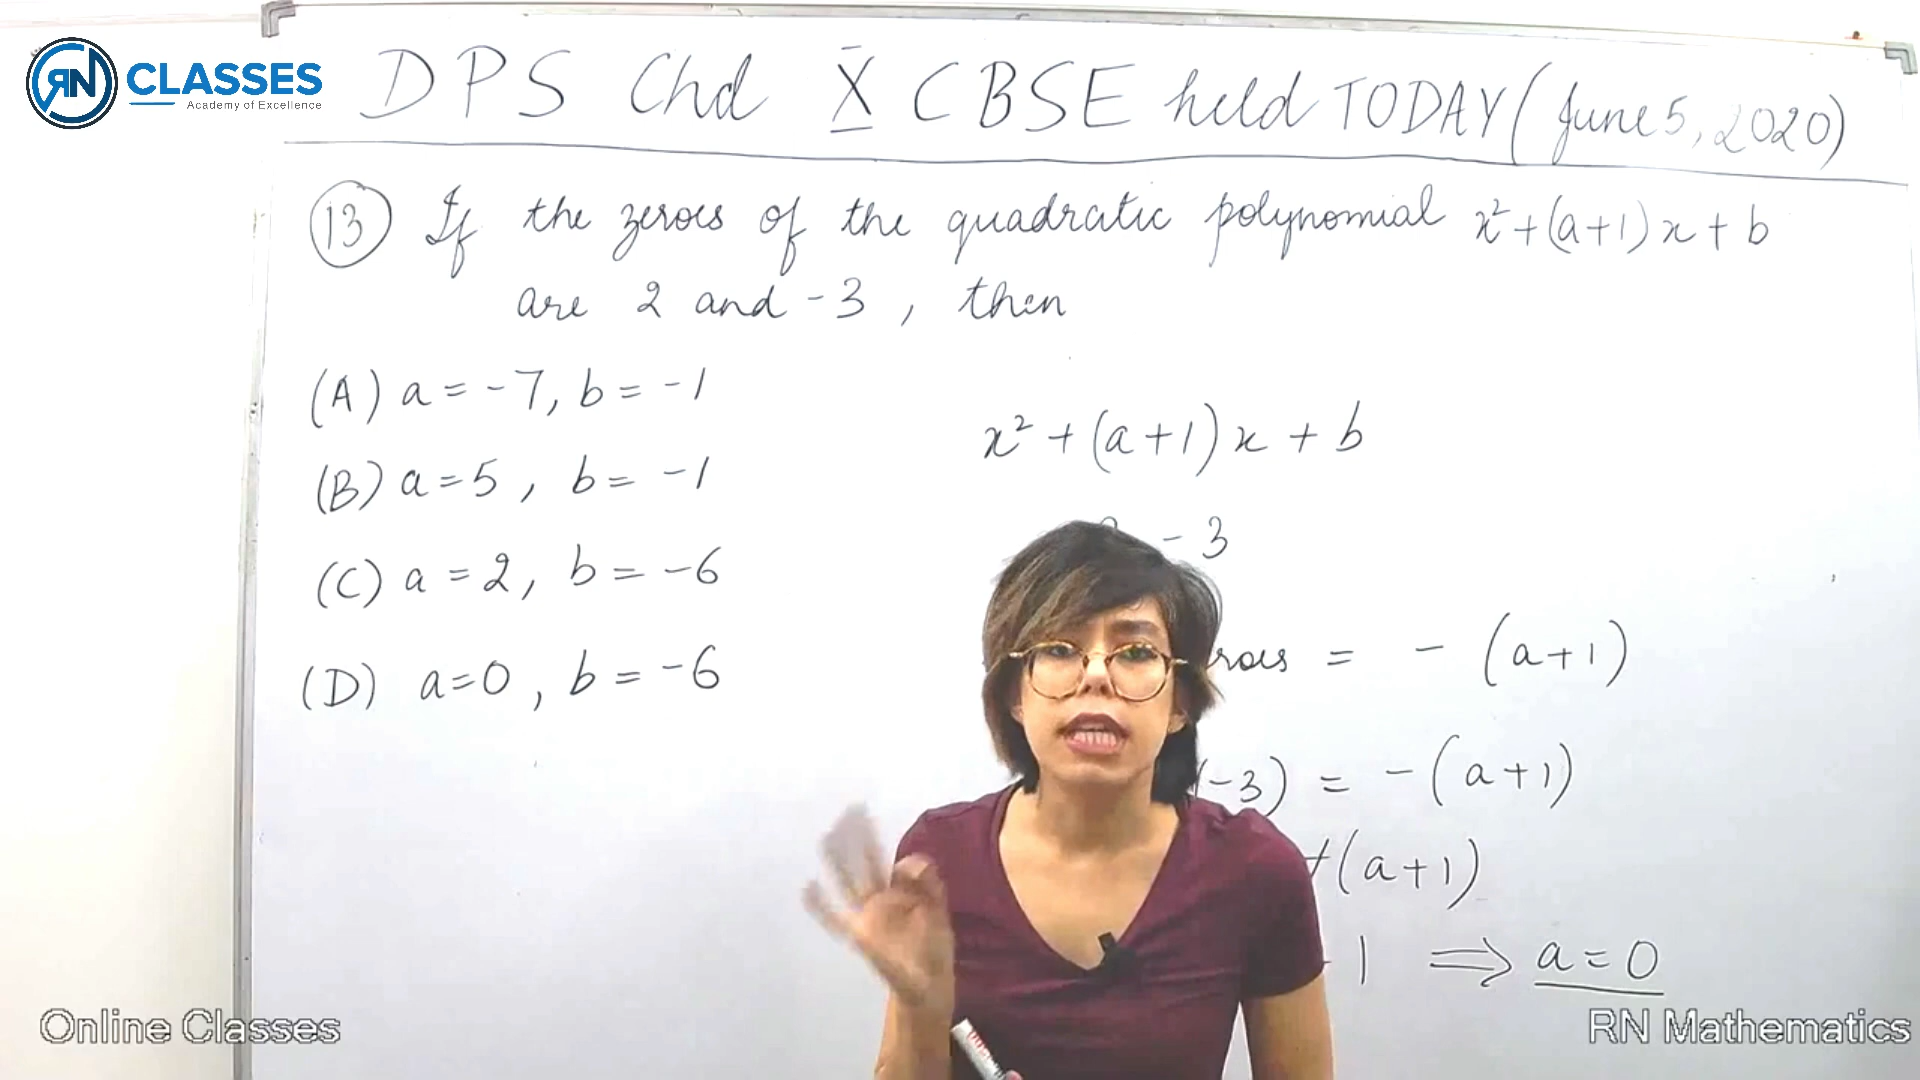 RN CLASSES
Academy of Excellence
DPS Chd X CBSE held TODAY (June 5, 2020)
13 If the zeroes of the quadratic polynomial x² + (a+1)x + b
are 2 and -3, then
(A) a = -7, b = -1
(B) a = 5, b = -1
(C) a = 2, b = -6
(D) a = 0, b = -6
x² + (a+1)x + b
- 3
= - (a+1)
(-3) = -(a+1)
(a+1)
1 ⟹ a = 0
Online Classes
RN Mathematics